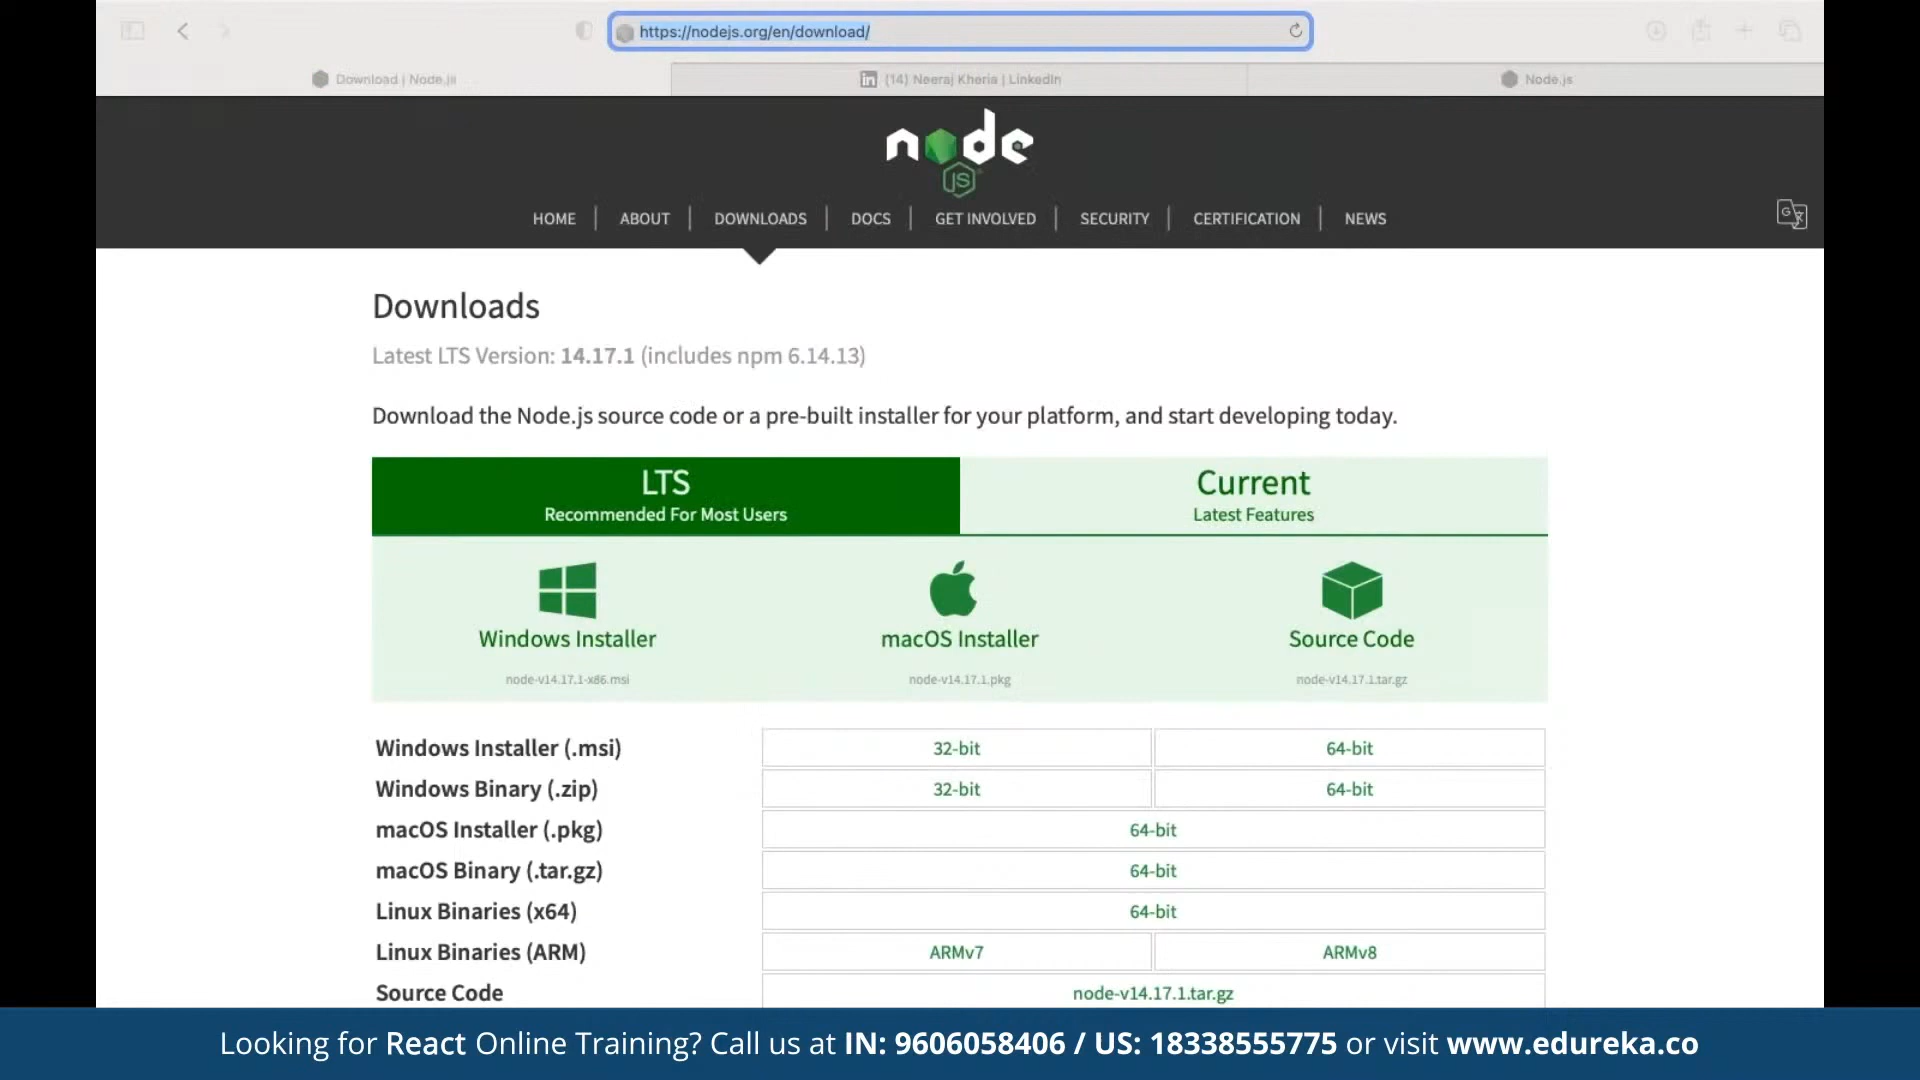 https://nodejs.org/en/download/
Download | Node.js
(14) Neeraj Kheria | LinkedIn
Node.js
node
JS
HOME
ABOUT
DOWNLOADS
DOCS
GET INVOLVED
SECURITY
CERTIFICATION
NEWS
Downloads
Latest LTS Version: 14.17.1 (includes npm 6.14.13)
Download the Node.js source code or a pre-built installer for your platform, and start developing today.
LTS
Recommended For Most Users
Current
Latest Features
Windows Installer
node-v14.17.1-x86.msi
macOS Installer
node-v14.17.1.pkg
Source Code
node-v14.17.1.tar.gz
Windows Installer (.msi) 32-bit 64-bit
Windows Binary (.zip) 32-bit 64-bit
macOS Installer (.pkg) 64-bit
macOS Binary (.tar.gz) 64-bit
Linux Binaries (x64) 64-bit
Linux Binaries (ARM) ARMv7 ARMv8
Source Code node-v14.17.1.tar.gz
Looking for React Online Training? Call us at IN: 9606058406 / US: 18338555775 or visit www.edureka.co